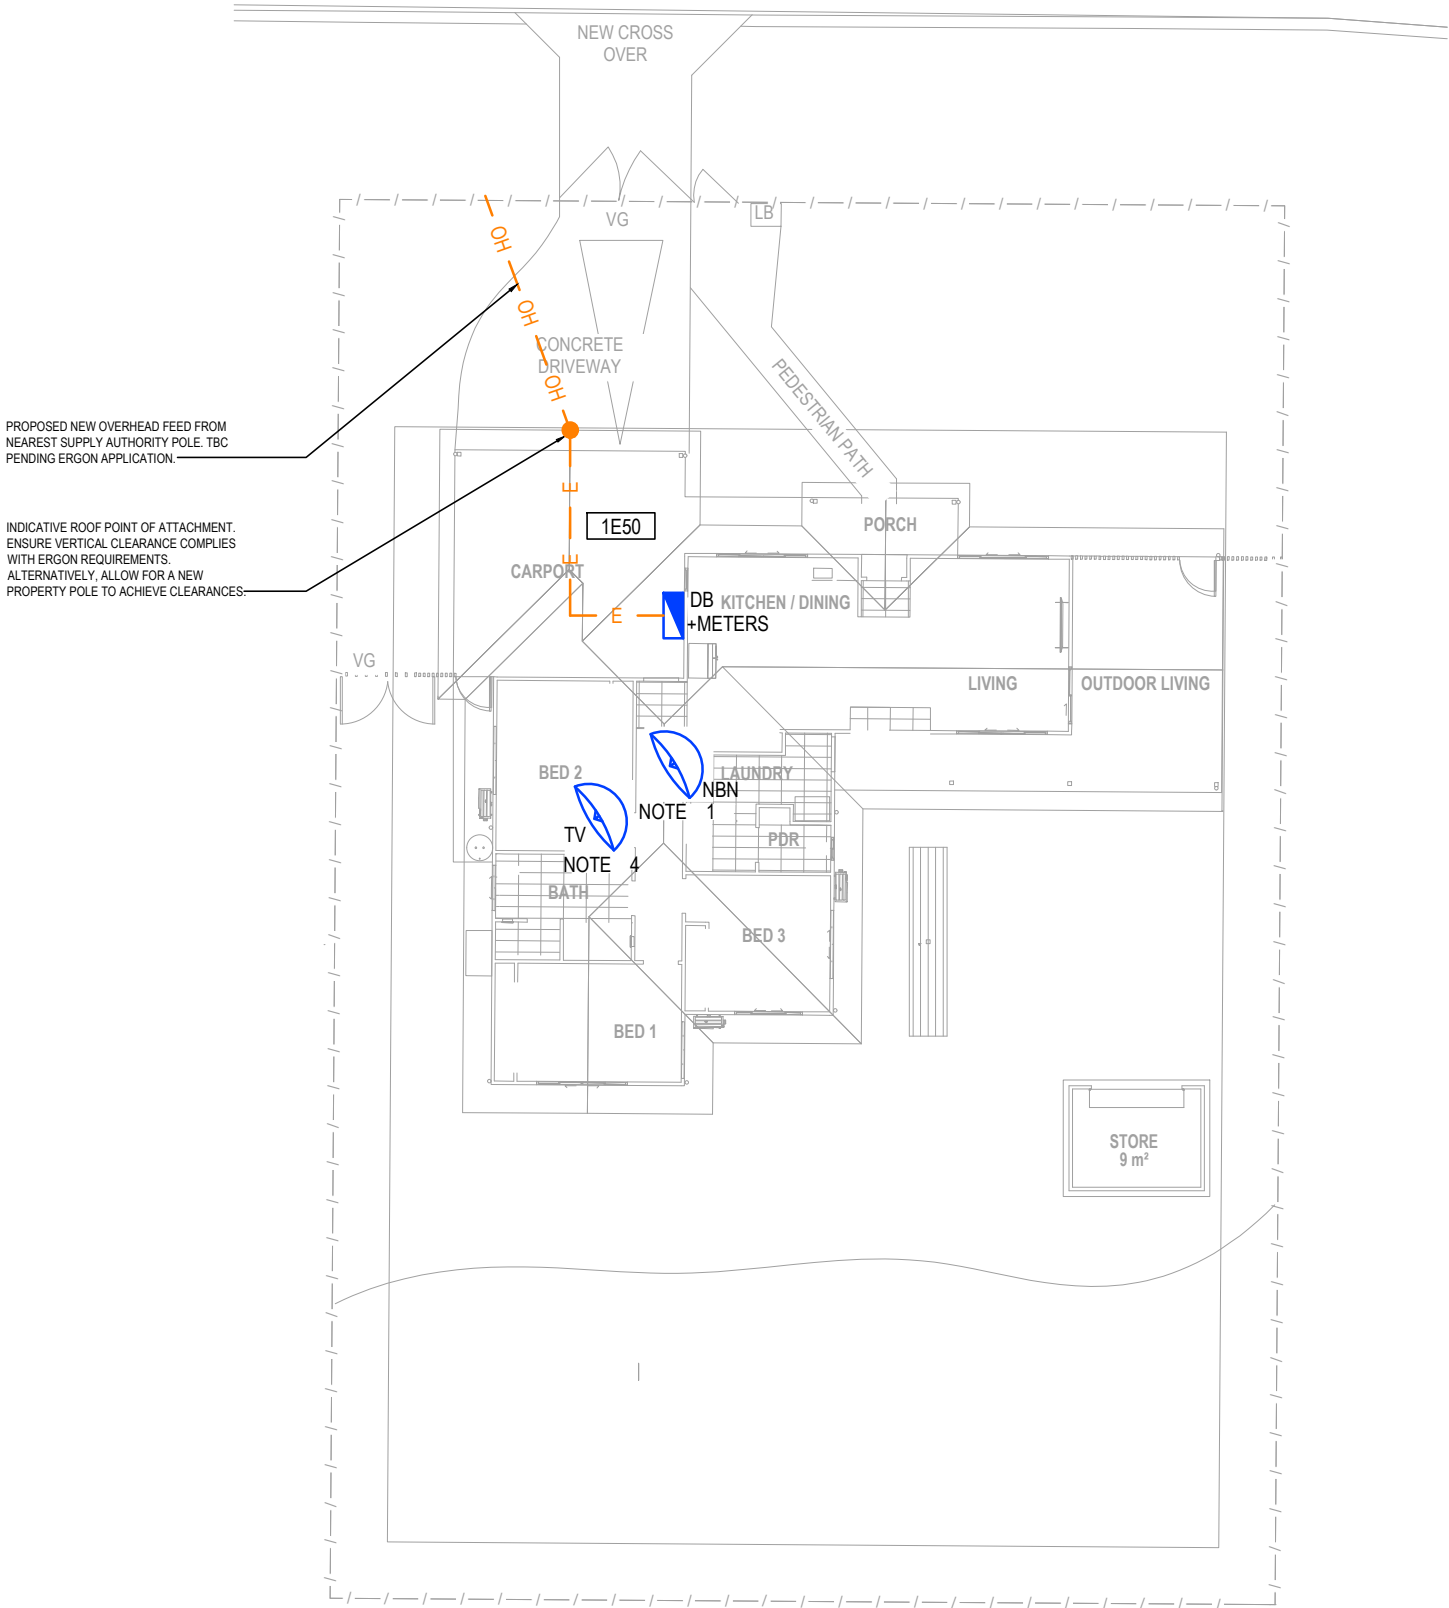 NEW CROSS
OVER
VG
LB
OH
OH
OH
CONCRETE
DRIVEWAY
PEDESTRIAN PATH
PROPOSED NEW OVERHEAD FEED FROM
NEAREST SUPPLY AUTHORITY POLE. TBC
PENDING ERGON APPLICATION.
INDICATIVE ROOF POINT OF ATTACHMENT.
ENSURE VERTICAL CLEARANCE COMPLIES
WITH ERGON REQUIREMENTS.
ALTERNATIVELY, ALLOW FOR A NEW
PROPERTY POLE TO ACHIEVE CLEARANCES.
E
1E50
E
PORCH
CARPORT
E
DB
+METERS
KITCHEN / DINING
VG
LIVING
OUTDOOR LIVING
BED 2
LAUNDRY
NBN
NOTE 1
TV
NOTE 4
PDR
BATH
BED 3
BED 1
STORE
9 m²